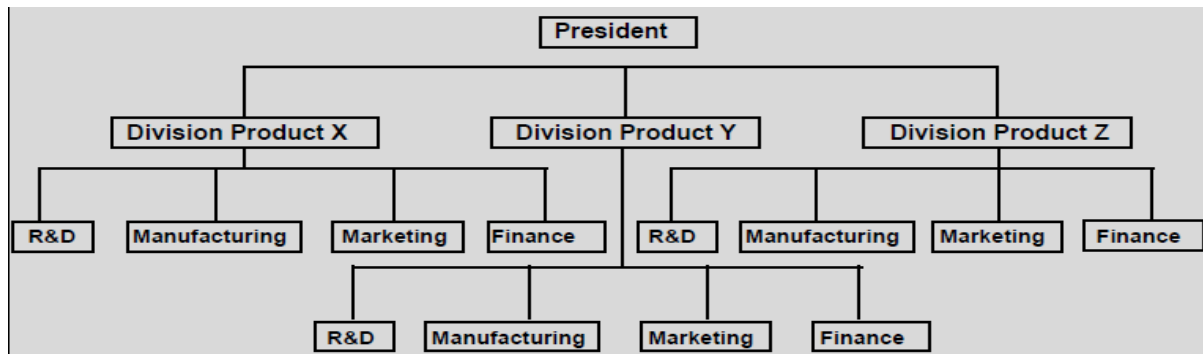 President
Division Product X Division Product Y Division Product Z
R&D Manufacturing Marketing Finance R&D Manufacturing Marketing Finance
R&D Manufacturing Marketing Finance